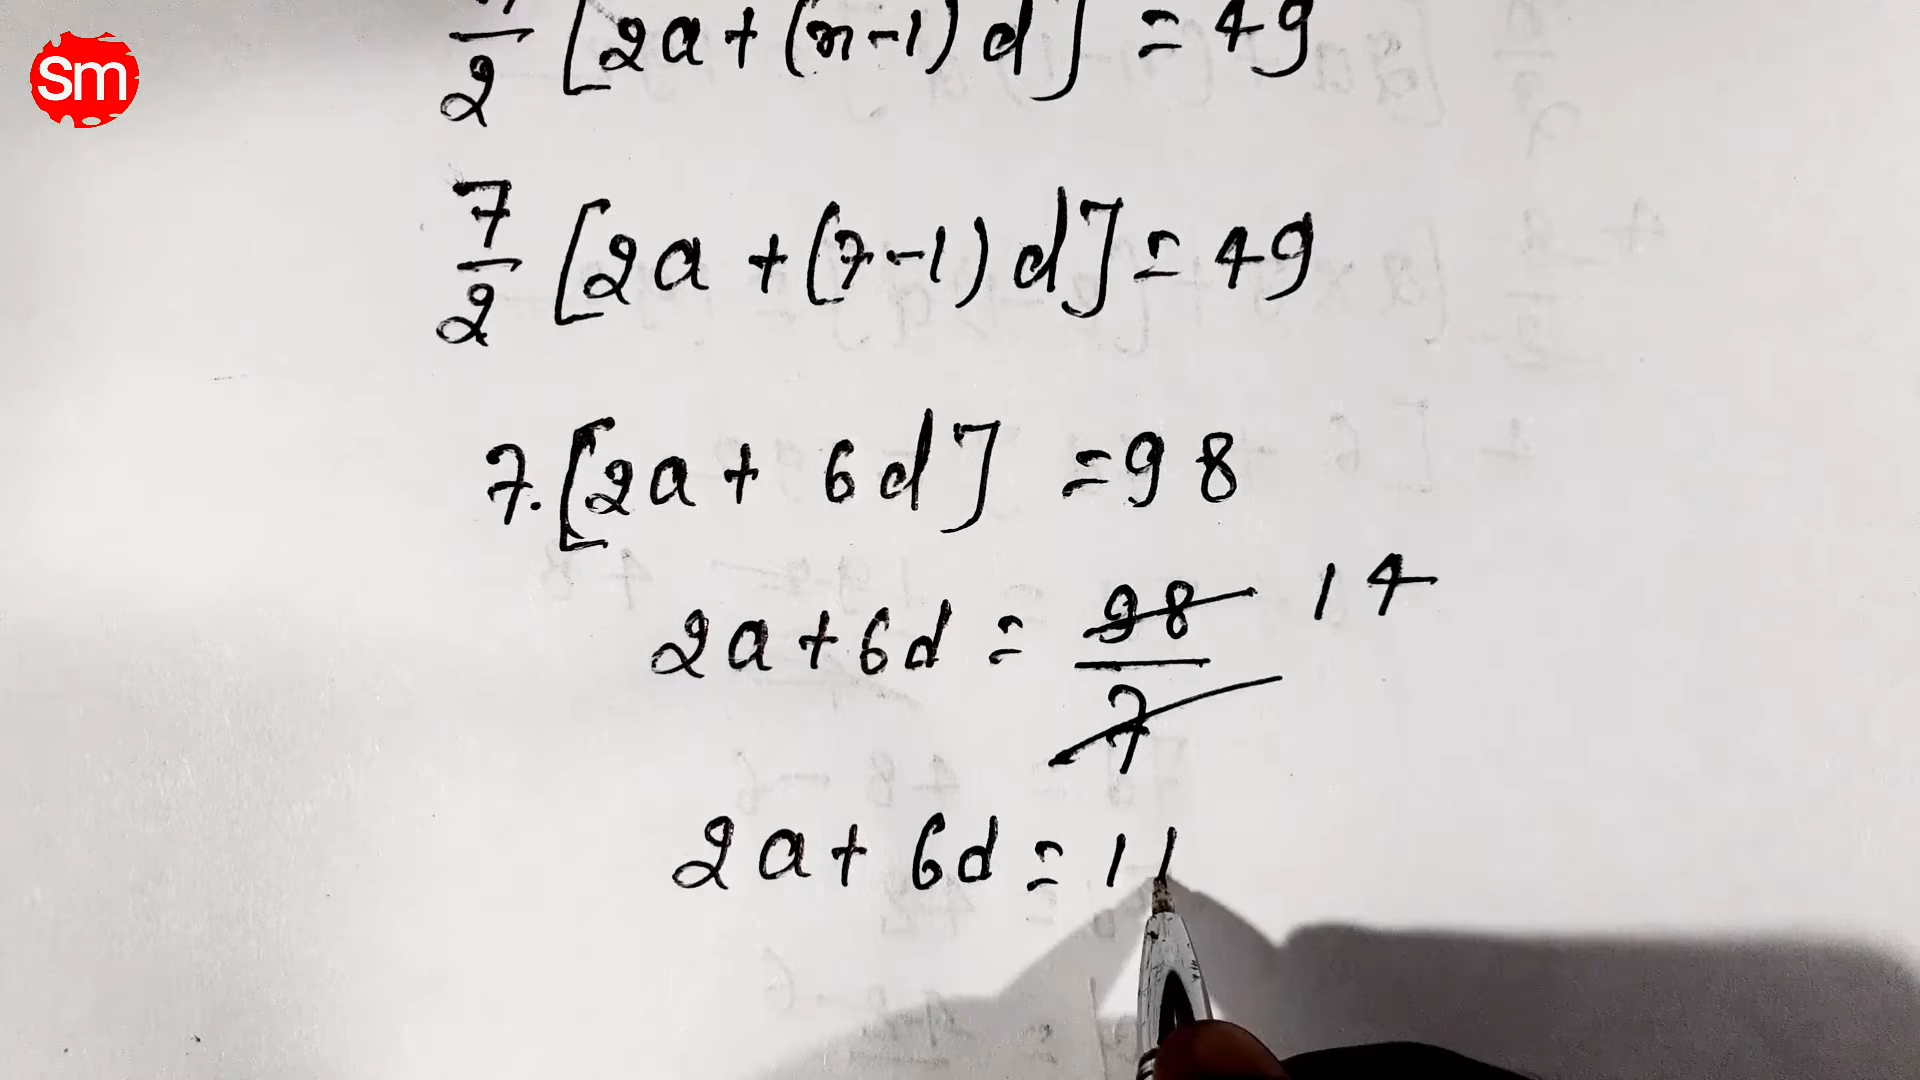 Sm
n/2 [2a + (n-1) d] = 49
7/2 [2a + (7-1) d] = 49
7. [2a + 6d] = 98
2a + 6d = 98/7 14
2a + 6d = 11